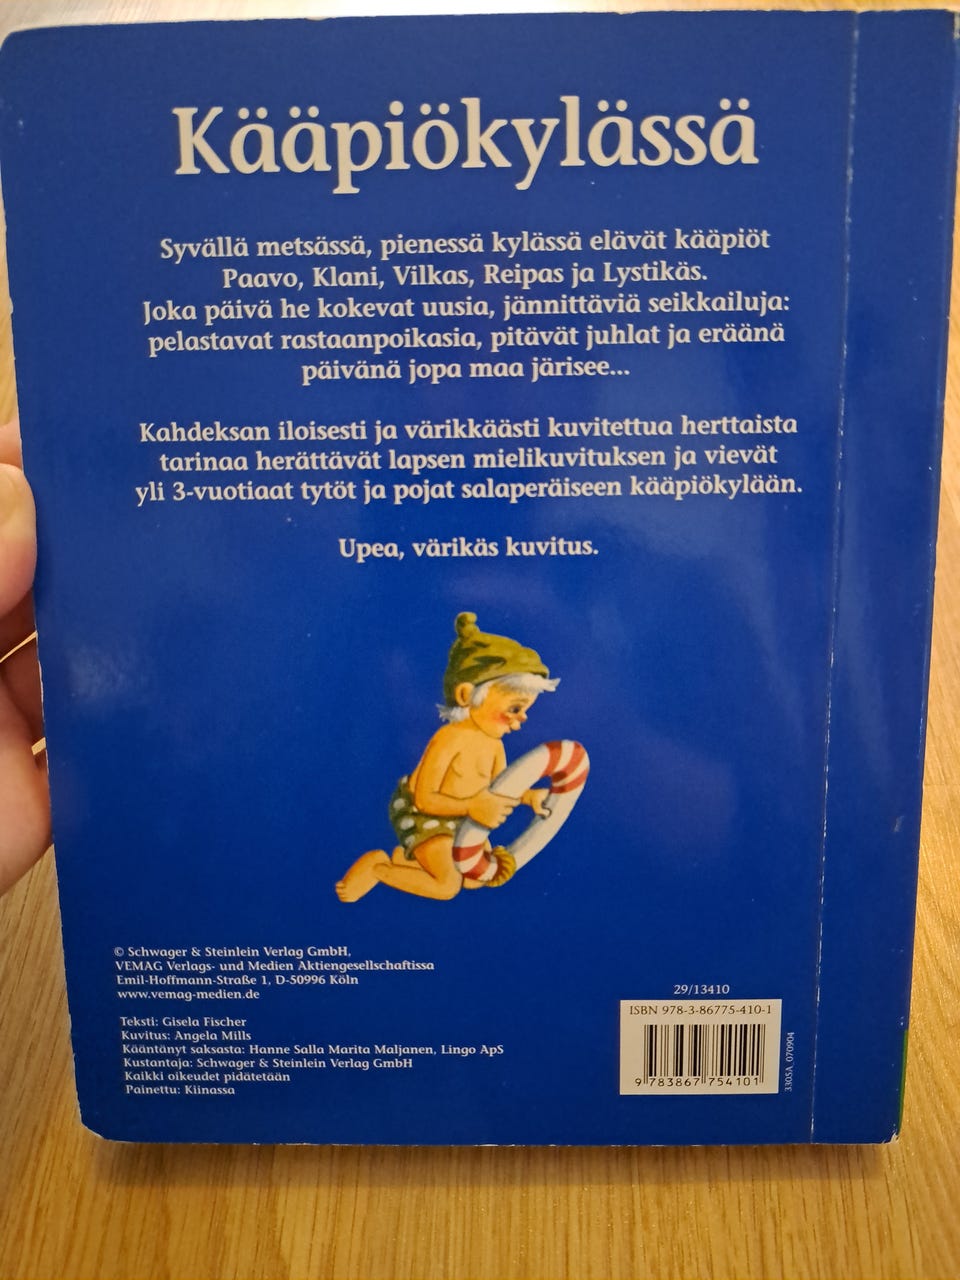 Kääpiökylässä
Syvällä metsässä, pienessä kylässä elävät kääpiöt
Paavo, Klani, Vilkas, Reipas ja Lystikäs.
Joka päivä he kokevat uusia, jännittäviä seikkailuja:
pelastavat rastaanpoikasia, pitävät juhlat ja eräänä
päivänä jopa maa järisee...
Kahdeksan iloisesti ja värikkäästi kuvitettua herttaista
tarinaa herättävät lapsen mielikuvituksen ja vievät
yli 3-vuotiaat tytöt ja pojat salaperäiseen kääpiökylään.
Upea, värikäs kuvitus.
© Schwager & Steinlein Verlag GmbH,
VEMAG Verlags- und Medien Aktiengesellschaftissa
Emil-Hoffmann-Straße 1, D-50996 Köln
www.vemag-medien.de
Teksti: Gisela Fischer
Kuvitus: Angela Mills
Kääntänyt saksasta: Hanne Salla Marita Maljanen, Lingo ApS
Kustantaja: Schwager & Steinlein Verlag GmbH
Kaikki oikeudet pidätetään
Painettu: Kiinassa
29/13410
ISBN 978-3-86775-410-1
9 783867 754101
3305A_070904